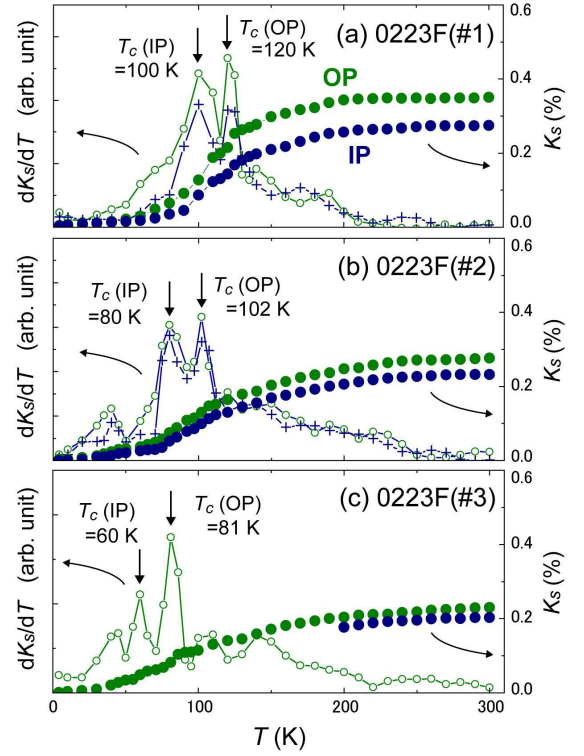 (a) 0223F(#1)
Tc (IP)
=100 K
Tc (OP)
=120 K
OP
IP
dKs/dT (arb. unit)
Ks (%)
0.6
0.4
0.2
0.0
(b) 0223F(#2)
Tc (IP)
=80 K
Tc (OP)
=102 K
dKs/dT (arb. unit)
Ks (%)
0.6
0.4
0.2
0.0
(c) 0223F(#3)
Tc (IP)
=60 K
Tc (OP)
=81 K
dKs/dT (arb. unit)
Ks (%)
0.6
0.4
0.2
0.0
0 100 200 300
T (K)